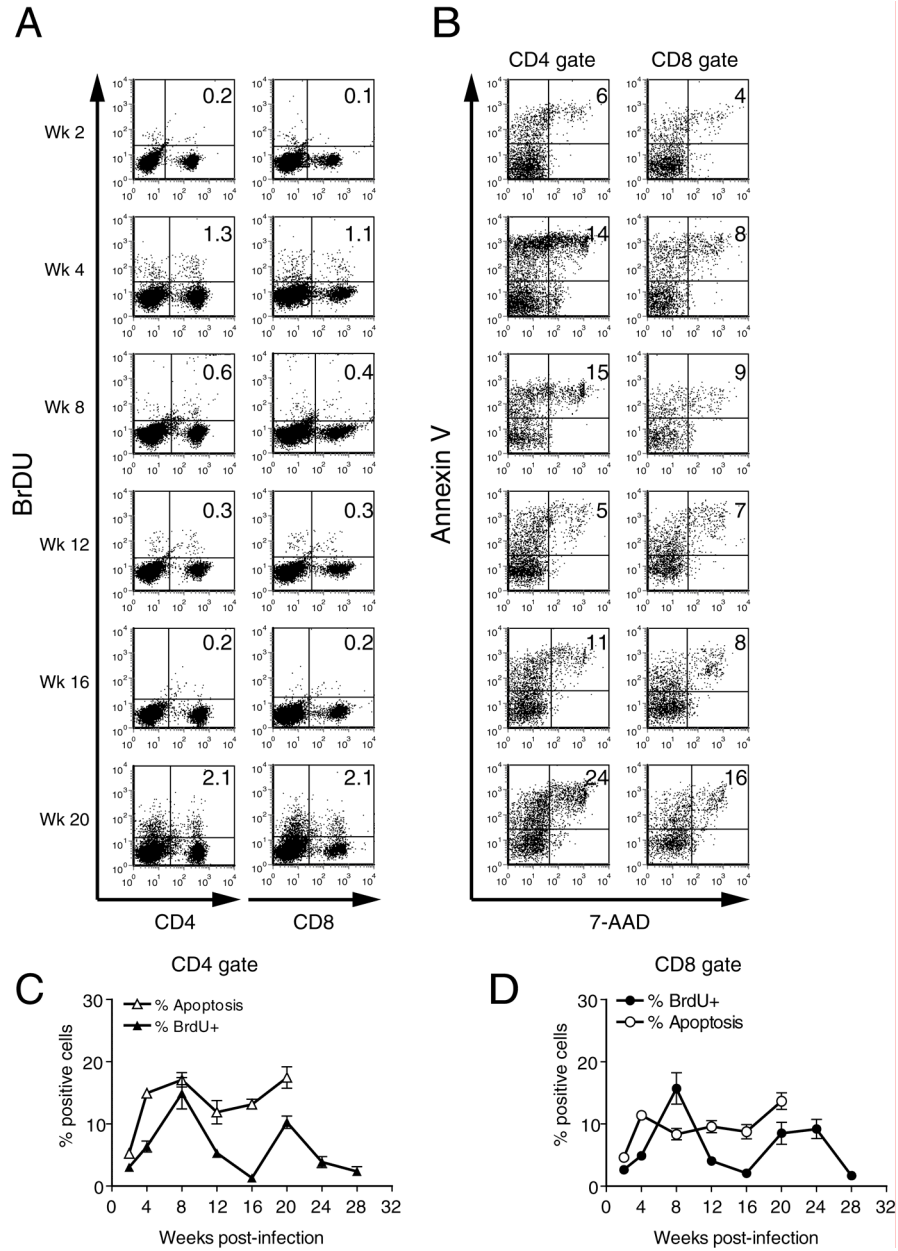 A
B
CD4 gate CD8 gate
Wk 2
0.2
0.1
6
4
Wk 4
1.3
1.1
14
8
Wk 8
0.6
0.4
15
9
Wk 12
0.3
0.3
5
7
Wk 16
0.2
0.2
11
8
Wk 20
2.1
2.1
24
16
BrDU
Annexin V
10⁰ 10¹ 10² 10³ 10⁴
CD4
CD8
7-AAD
C
CD4 gate
% Apoptosis
% BrdU+
% positive cells
30
20
10
0
0 4 8 12 16 20 24 28 32
Weeks post-infection
D
CD8 gate
% BrdU+
% Apoptosis
% positive cells
30
20
10
0
0 4 8 12 16 20 24 28 32
Weeks post-infection